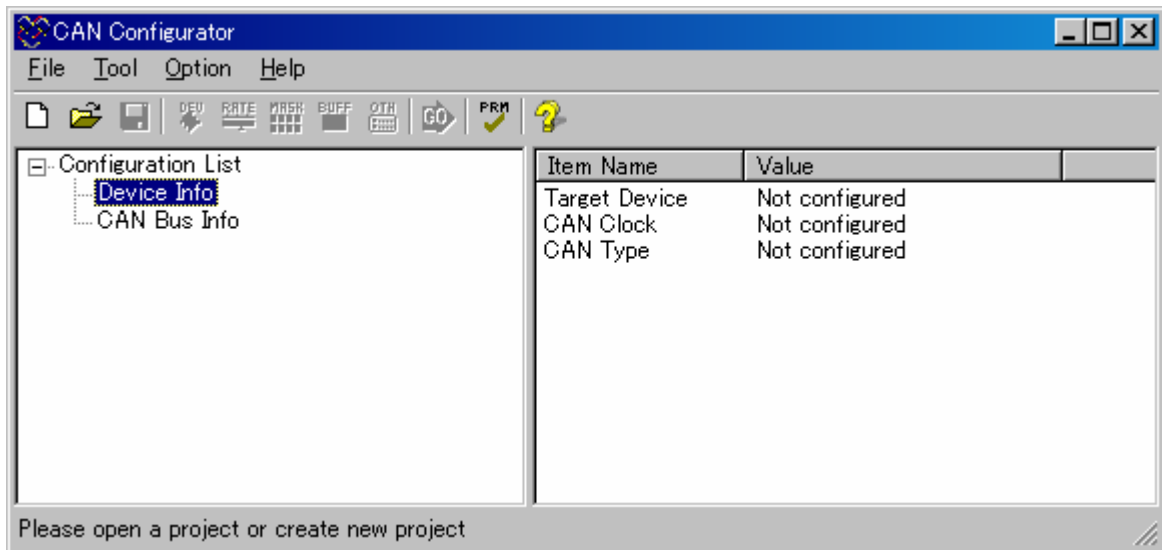 CAN Configurator
File Tool Option Help
DEV RATE MASK BUFF OTH GO PRM
Configuration List
Device Info
CAN Bus Info
Item Name Value
Target Device Not configured
CAN Clock Not configured
CAN Type Not configured
Please open a project or create new project